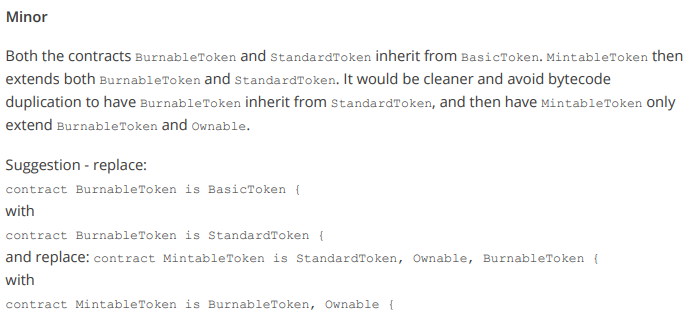 Minor
Both the contracts BurnableToken and StandardToken inherit from BasicToken. MintableToken then
extends both BurnableToken and StandardToken. It would be cleaner and avoid bytecode
duplication to have BurnableToken inherit from StandardToken, and then have MintableToken only
extend BurnableToken and Ownable.
Suggestion - replace:
contract BurnableToken is BasicToken {
with
contract BurnableToken is StandardToken {
and replace: contract MintableToken is StandardToken, Ownable, BurnableToken {
with
contract MintableToken is BurnableToken, Ownable {